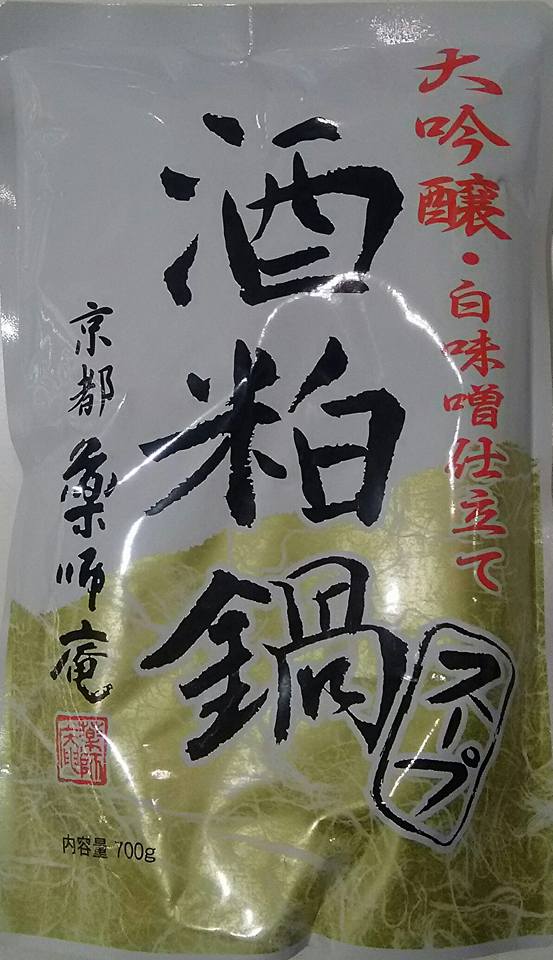 大吟醸・白味噌仕立て
酒粕鍋
スープ
京都 薬師庵
内容量 700g